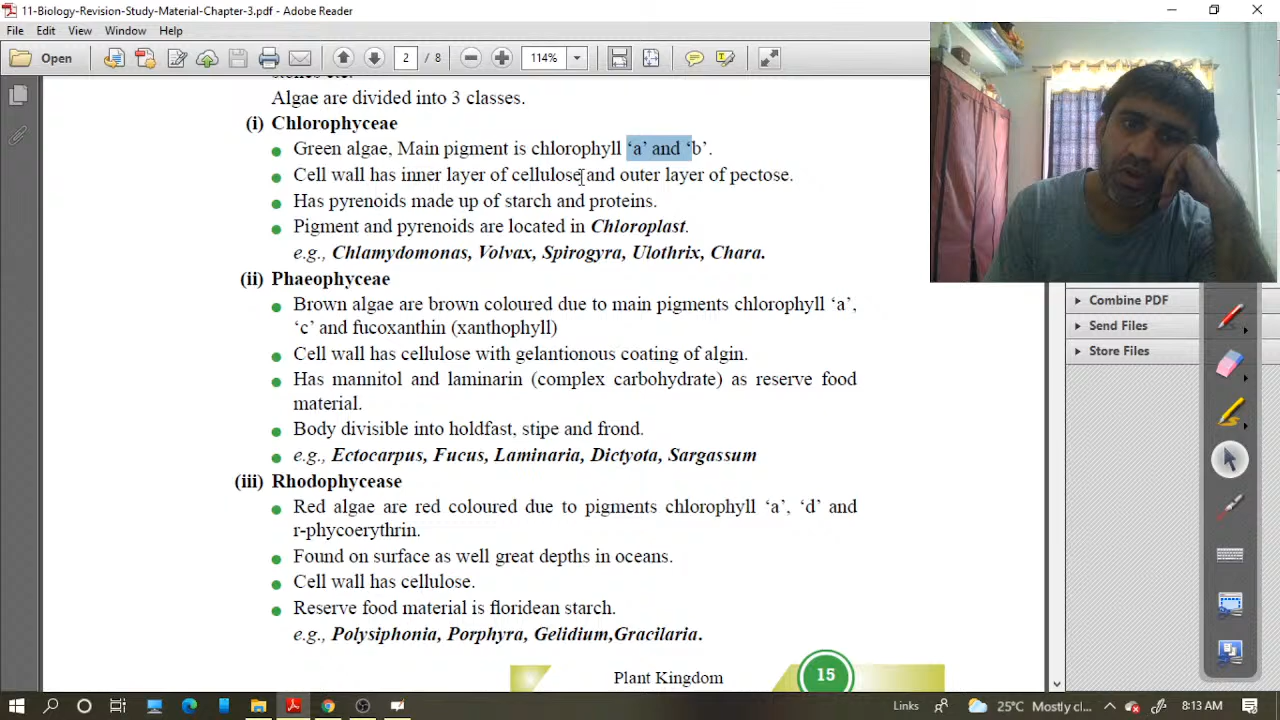 11-Biology-Revision-Study-Material-Chapter-3.pdf - Adobe Reader
File Edit View Window Help
Open 2 / 8 114%
Algae are divided into 3 classes.
(i) Chlorophyceae
Green algae, Main pigment is chlorophyll ‘a’ and ‘b’.
Cell wall has inner layer of cellulose and outer layer of pectose.
Has pyrenoids made up of starch and proteins.
Pigment and pyrenoids are located in Chloroplast.
e.g., Chlamydomonas, Volvax, Spirogyra, Ulothrix, Chara.
(ii) Phaeophyceae
Brown algae are brown coloured due to main pigments chlorophyll ‘a’,
‘c’ and fucoxanthin (xanthophyll)
Cell wall has cellulose with gelantionous coating of algin.
Has mannitol and laminarin (complex carbohydrate) as reserve food
material.
Body divisible into holdfast, stipe and frond.
e.g., Ectocarpus, Fucus, Laminaria, Dictyota, Sargassum
(iii) Rhodophycease
Red algae are red coloured due to pigments chlorophyll ‘a’, ‘d’ and
r-phycoerythrin.
Found on surface as well great depths in oceans.
Cell wall has cellulose.
Reserve food material is floridean starch.
e.g., Polysiphonia, Porphyra, Gelidium,Gracilaria.
Plant Kingdom 15
Combine PDF
Send Files
Store Files
Links 25°C Mostly cl... 8:13 AM